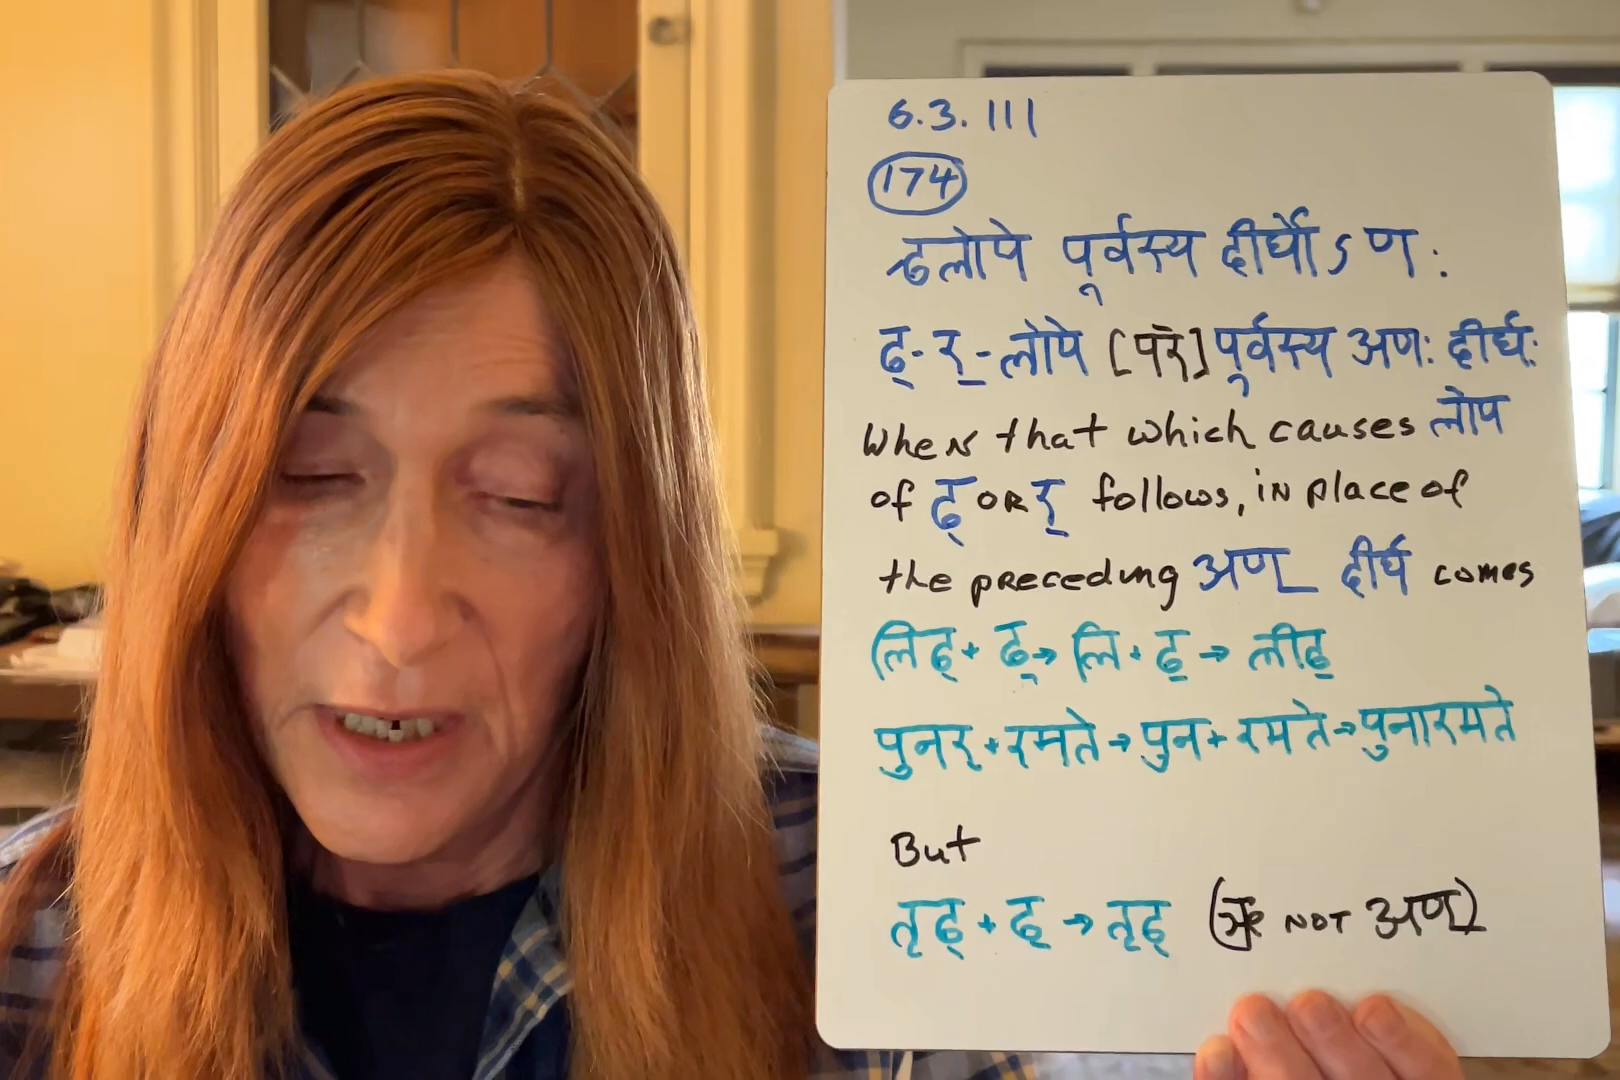 6.3.111
174
ढ्रलोपे पूर्वस्य दीर्घोऽणः
ढ्-र्-लोपे [परे] पूर्वस्य अणः दीर्घः
When that which causes लोप
of ढ् OR र् follows, in place of
the preceding अण् दीर्घ comes
लिढ् + ढ् → लि + ढ् → लीढ्
पुनर् + रमते → पुन + रमते → पुनारमते
But
तृढ् + ढ् → तृढ् (ऋ NOT अण्)